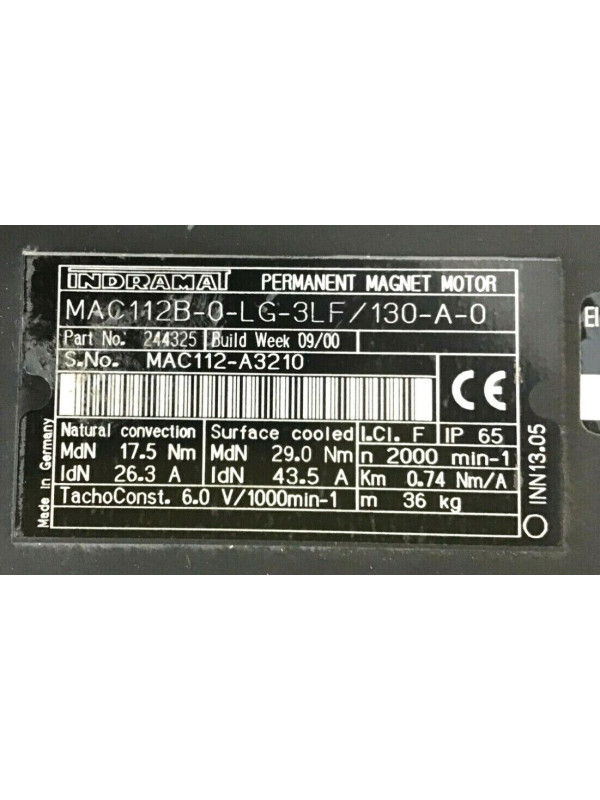 INDRAMAT PERMANENT MAGNET MOTOR
MAC112B-0-LG-3LF/130-A-0
Part No. 244325 Build Week 09/00
S.No. MAC112-A3210
CE
Natural convection Surface cooled I.Cl. F IP 65
MdN 17.5 Nm MdN 29.0 Nm n 2000 min-1
IdN 26.3 A IdN 43.5 A Km 0.74 Nm/A
TachoConst. 6.0 V/1000min-1 m 36 kg
Made in Germany
INN13.05
EI